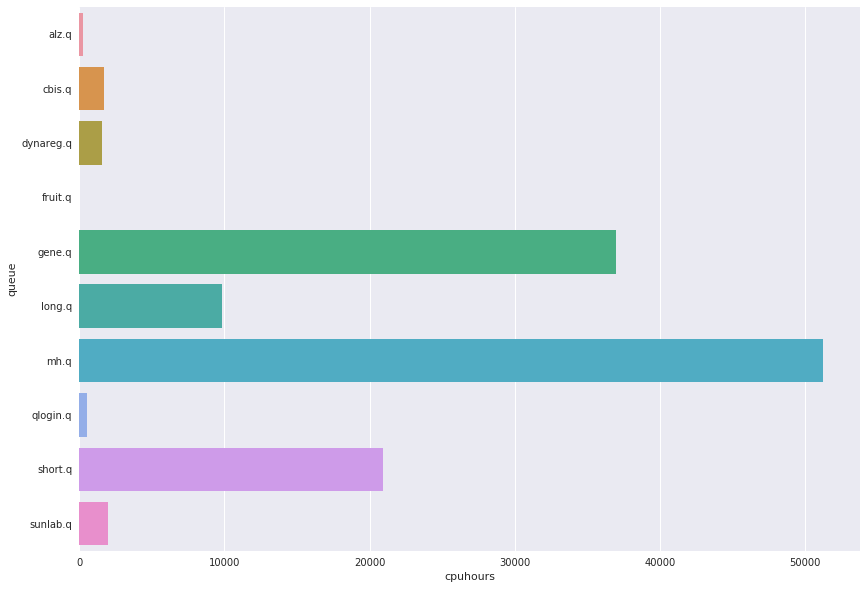 alz.q
cbis.q
dynareg.q
fruit.q
gene.q
long.q
mh.q
qlogin.q
short.q
sunlab.q
queue
0 10000 20000 30000 40000 50000
cpuhours